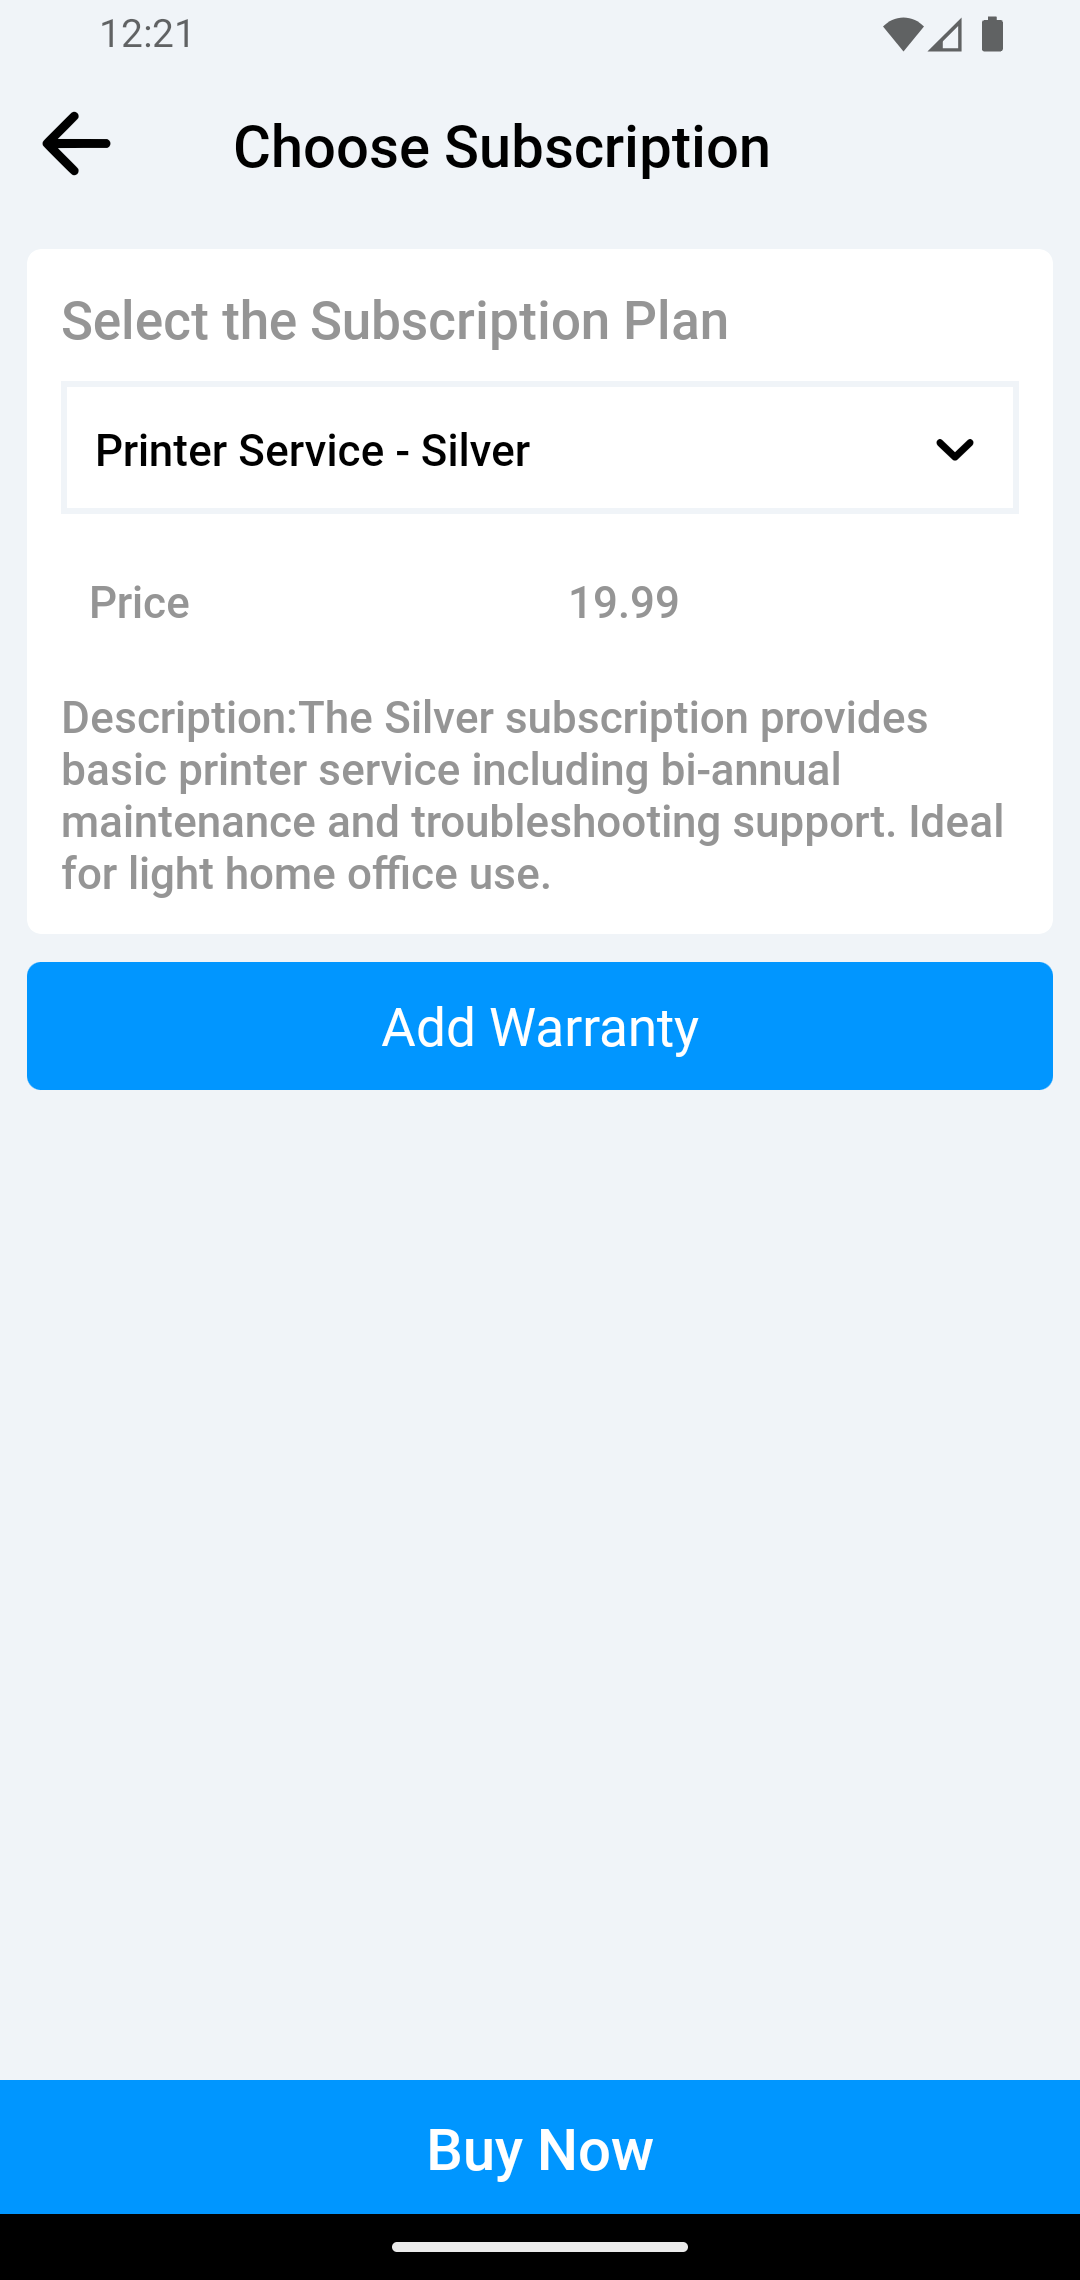 12:21
Choose Subscription
Select the Subscription Plan
Printer Service - Silver
Price 19.99
Description:The Silver subscription provides
basic printer service including bi-annual
maintenance and troubleshooting support. Ideal
for light home office use.
Add Warranty
Buy Now